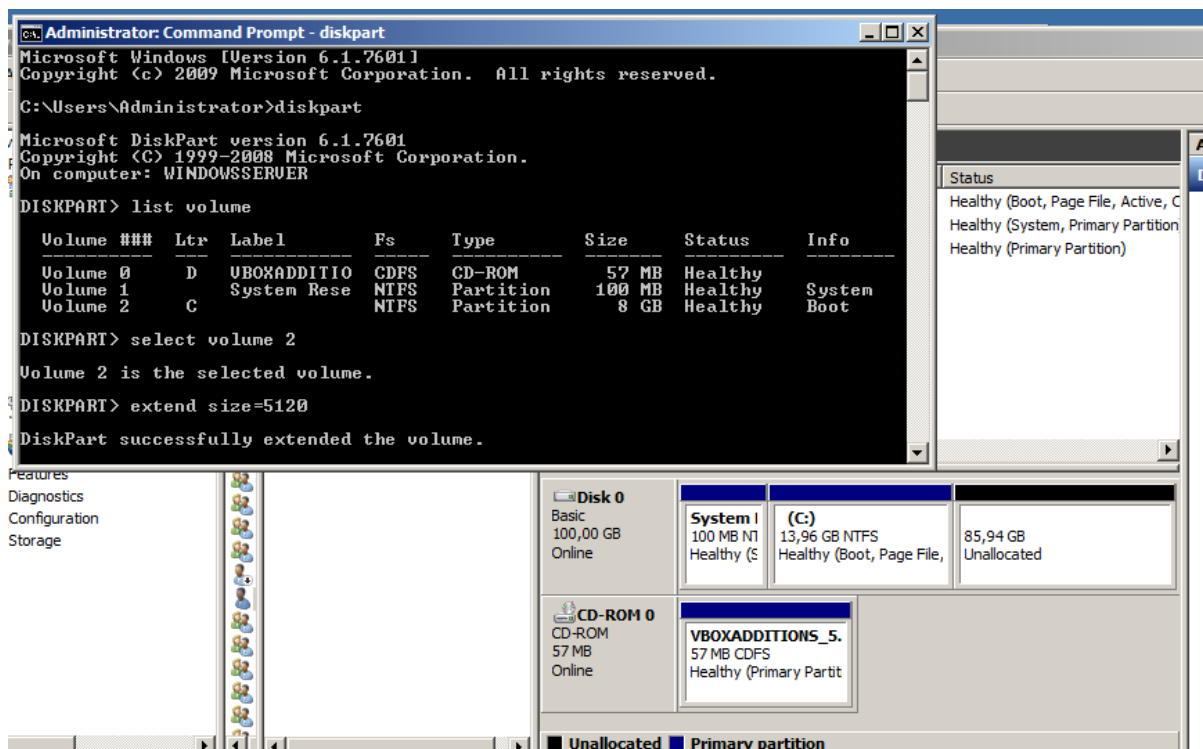 Administrator: Command Prompt - diskpart
Microsoft Windows [Version 6.1.7601]
Copyright (c) 2009 Microsoft Corporation.  All rights reserved.
C:\Users\Administrator>diskpart
Microsoft DiskPart version 6.1.7601
Copyright (C) 1999-2008 Microsoft Corporation.
On computer: WINDOWSSERVER
DISKPART> list volume
Volume ###  Ltr  Label        Fs     Type        Size     Status     Info
Volume 0     D   VBOXADDITIO  CDFS   CD-ROM        57 MB  Healthy
Volume 1         System Rese  NTFS   Partition    100 MB  Healthy    System
Volume 2     C                NTFS   Partition      8 GB  Healthy    Boot
DISKPART> select volume 2
Volume 2 is the selected volume.
DISKPART> extend size=5120
DiskPart successfully extended the volume.
Status
Healthy (Boot, Page File, Active, C
Healthy (System, Primary Partition
Healthy (Primary Partition)
Features
Diagnostics
Configuration
Storage
Disk 0
Basic
100,00 GB
Online
System
100 MB NT
Healthy (S
(C:)
13,96 GB NTFS
Healthy (Boot, Page File,
85,94 GB
Unallocated
CD-ROM 0
CD-ROM
57 MB
Online
VBOXADDITIONS_5.
57 MB CDFS
Healthy (Primary Partit
Unallocated
Primary partition